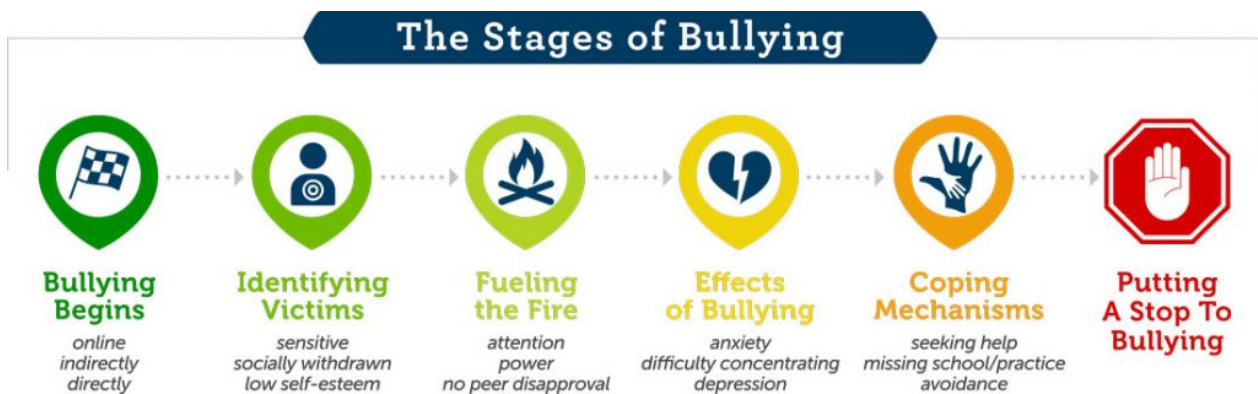 The Stages of Bullying
Bullying
Begins
online
indirectly
directly
Identifying
Victims
sensitive
socially withdrawn
low self-esteem
Fueling
the Fire
attention
power
no peer disapproval
Effects
of Bullying
anxiety
difficulty concentrating
depression
Coping
Mechanisms
seeking help
missing school/practice
avoidance
Putting
A Stop To
Bullying